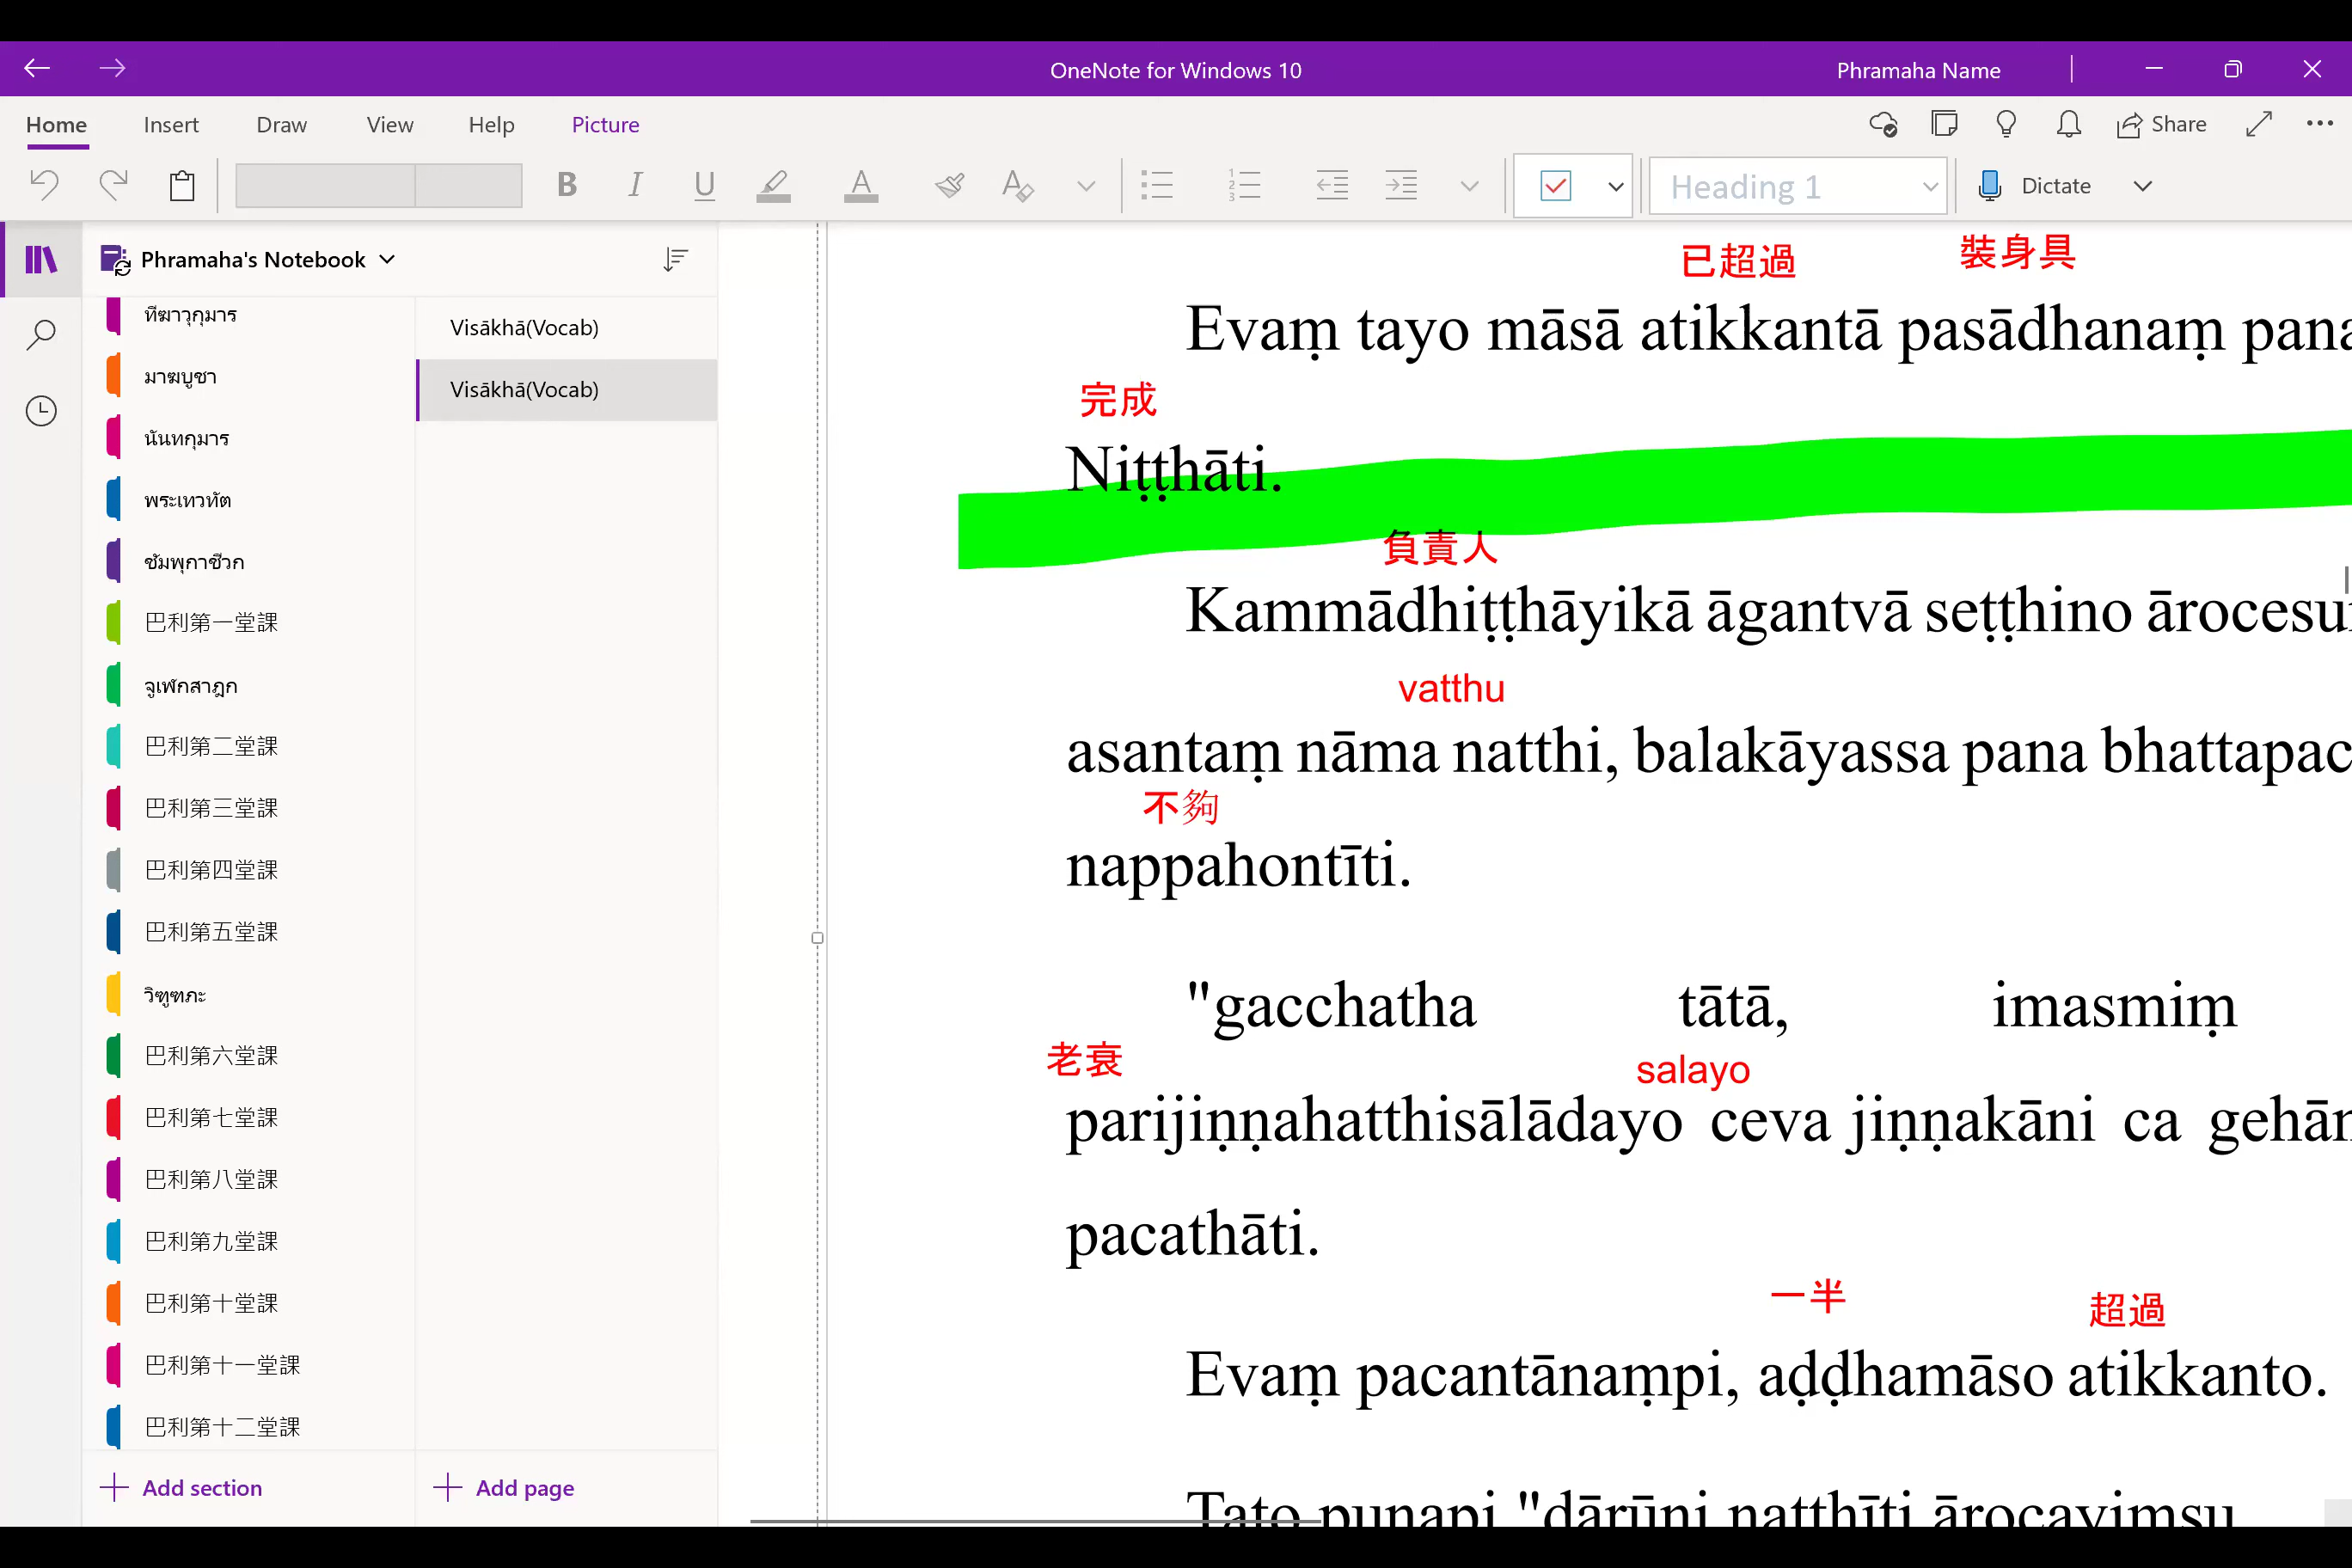 OneNote for Windows 10
Phramaha Name
Home Insert Draw View Help Picture
Share
Heading 1
Dictate
Phramaha's Notebook
ทีฆาวุกุมาร
มาฆบูชา
นันทกุมาร
พระเทวทัต
ชัมพุกาชีวก
巴利第一堂課
จูเฬกสาฎก
巴利第二堂課
巴利第三堂課
巴利第四堂課
巴利第五堂課
วิฑูฑภะ
巴利第六堂課
巴利第七堂課
巴利第八堂課
巴利第九堂課
巴利第十堂課
巴利第十一堂課
巴利第十二堂課
Add section
Visākhā(Vocab)
Visākhā(Vocab)
Add page
已超過 裝身具
Evaṃ tayo māsā atikkantā pasādhanaṃ pana
完成
Niṭṭhāti.
負責人
Kammādhiṭṭhāyikā āgantvā seṭṭhino
vatthu
asantaṃ nāma natthi, balakāyassa pana bhattapac
不夠
nappahontīti.
"gacchatha tātā, imasmiṃ
老衰 salayo
parijiṇṇahatthisālādayo ceva jiṇṇakāni ca
pacathāti.
一半 超過
Evaṃ pacantānaṃpi, aḍḍhamāso atikkanto.
Tato punapi "dārūni natthīti ārocayiṃsu